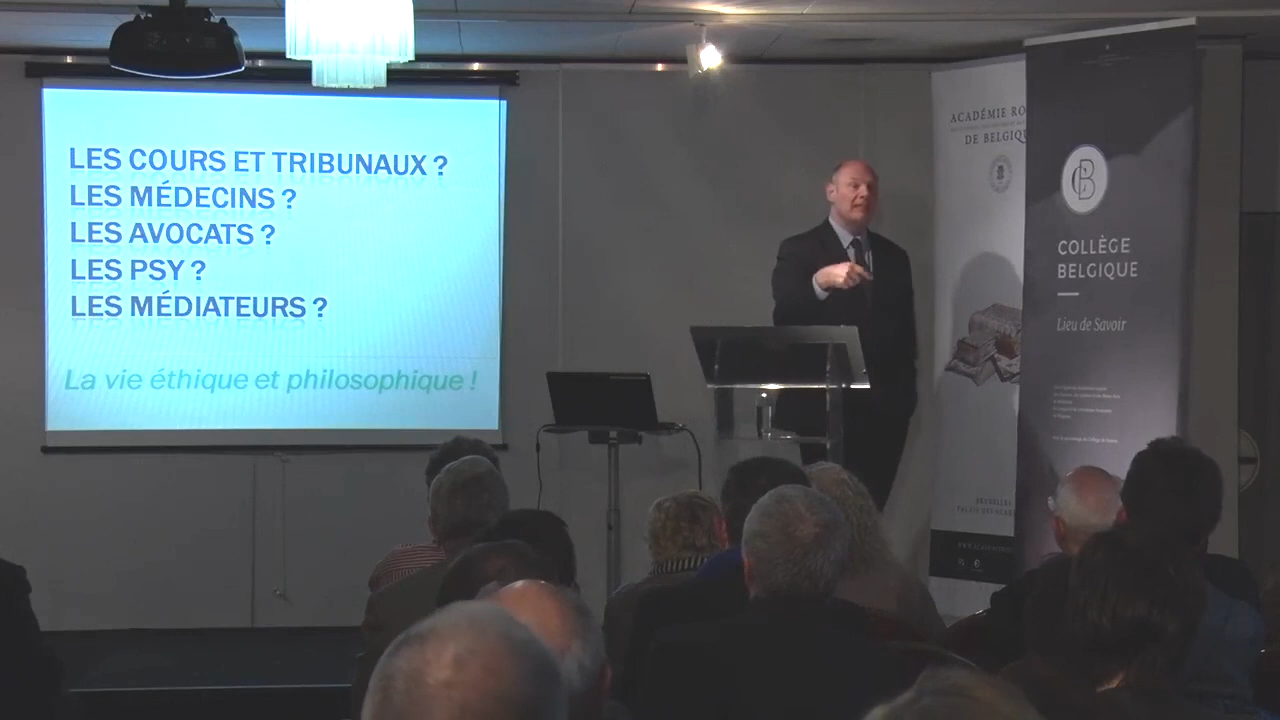 LES COURS ET TRIBUNAUX ?
LES MÉDECINS ?
LES AVOCATS ?
LES PSY ?
LES MÉDIATEURS ?
La vie éthique et philosophique !
ACADÉMIE RO
DE BELGIQU
COLLÈGE
BELGIQUE
Lieu de Savoir